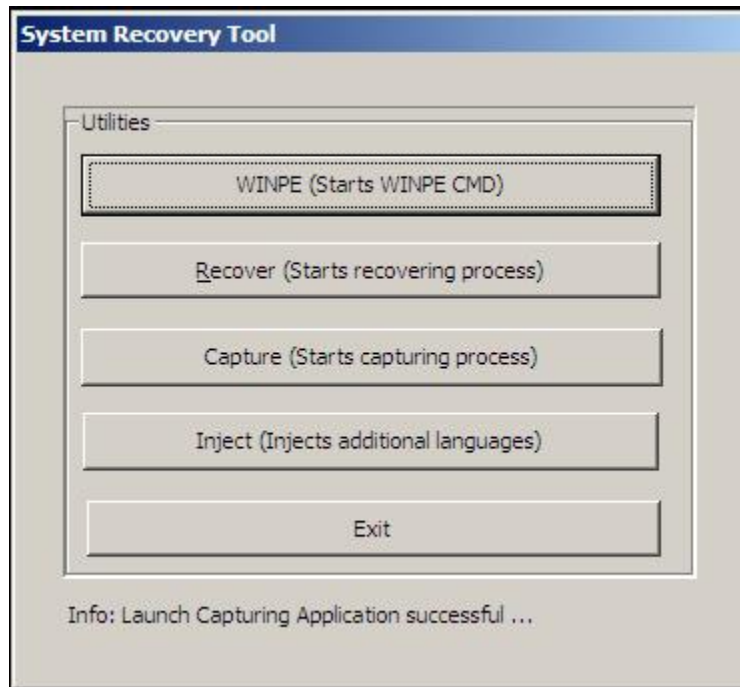 System Recovery Tool
Utilities
WINPE (Starts WINPE CMD)
Recover (Starts recovering process)
Capture (Starts capturing process)
Inject (Injects additional languages)
Exit
Info: Launch Capturing Application successful ...